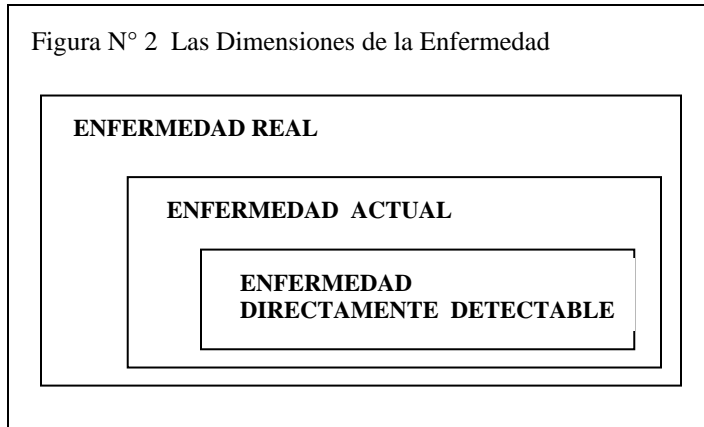 Figura N° 2 Las Dimensiones de la Enfermedad
ENFERMEDAD REAL
ENFERMEDAD ACTUAL
ENFERMEDAD
DIRECTAMENTE DETECTABLE